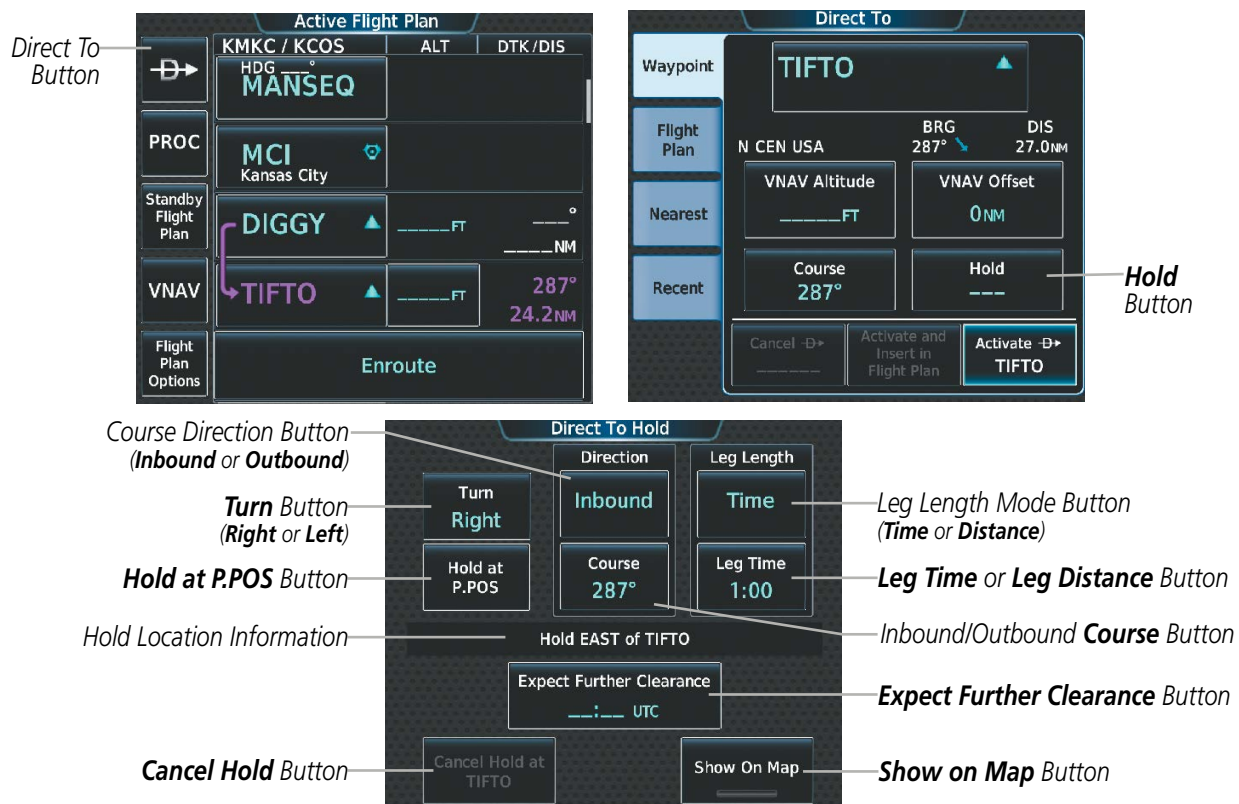 Direct To
Button
Active Flight Plan
KMKC / KCOS
ALT
DTK/DIS
PROC
Standby
Flight
Plan
VNAV
Flight
Plan
Options
HDG ___°
MANSEQ
MCI
Kansas City
DIGGY
_____FT
___°
____NM
TIFTO
_____FT
287°
24.2NM
Enroute
Direct To
Waypoint
Flight
Plan
Nearest
Recent
TIFTO
N CEN USA
BRG
287°
DIS
27.0NM
VNAV Altitude
_____FT
VNAV Offset
0NM
Course
287°
Hold
___
Cancel D
______
Activate and
Insert in
Flight Plan
Activate D
TIFTO
Hold
Button
Direct To Hold
Course Direction Button
(Inbound or Outbound)
Turn Button
(Right or Left)
Hold at P.POS Button
Hold Location Information
Cancel Hold Button
Turn
Right
Hold at
P.POS
Direction
Inbound
Course
287°
Leg Length
Time
Leg Time
1:00
Hold EAST of TIFTO
Expect Further Clearance
__:__ UTC
Cancel Hold at
TIFTO
Show On Map
Leg Length Mode Button
(Time or Distance)
Leg Time or Leg Distance Button
Inbound/Outbound Course Button
Expect Further Clearance Button
Show on Map Button